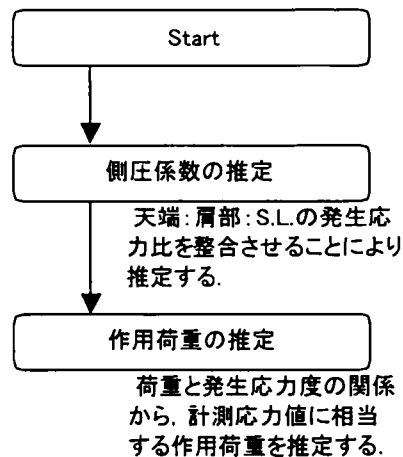 Start
側圧係数の推定
天端:肩部:S.L.の発生応
力比を整合させることにより
推定する.
作用荷重の推定
荷重と発生応力度の関係
から, 計測応力値に相当
する作用荷重を推定する.